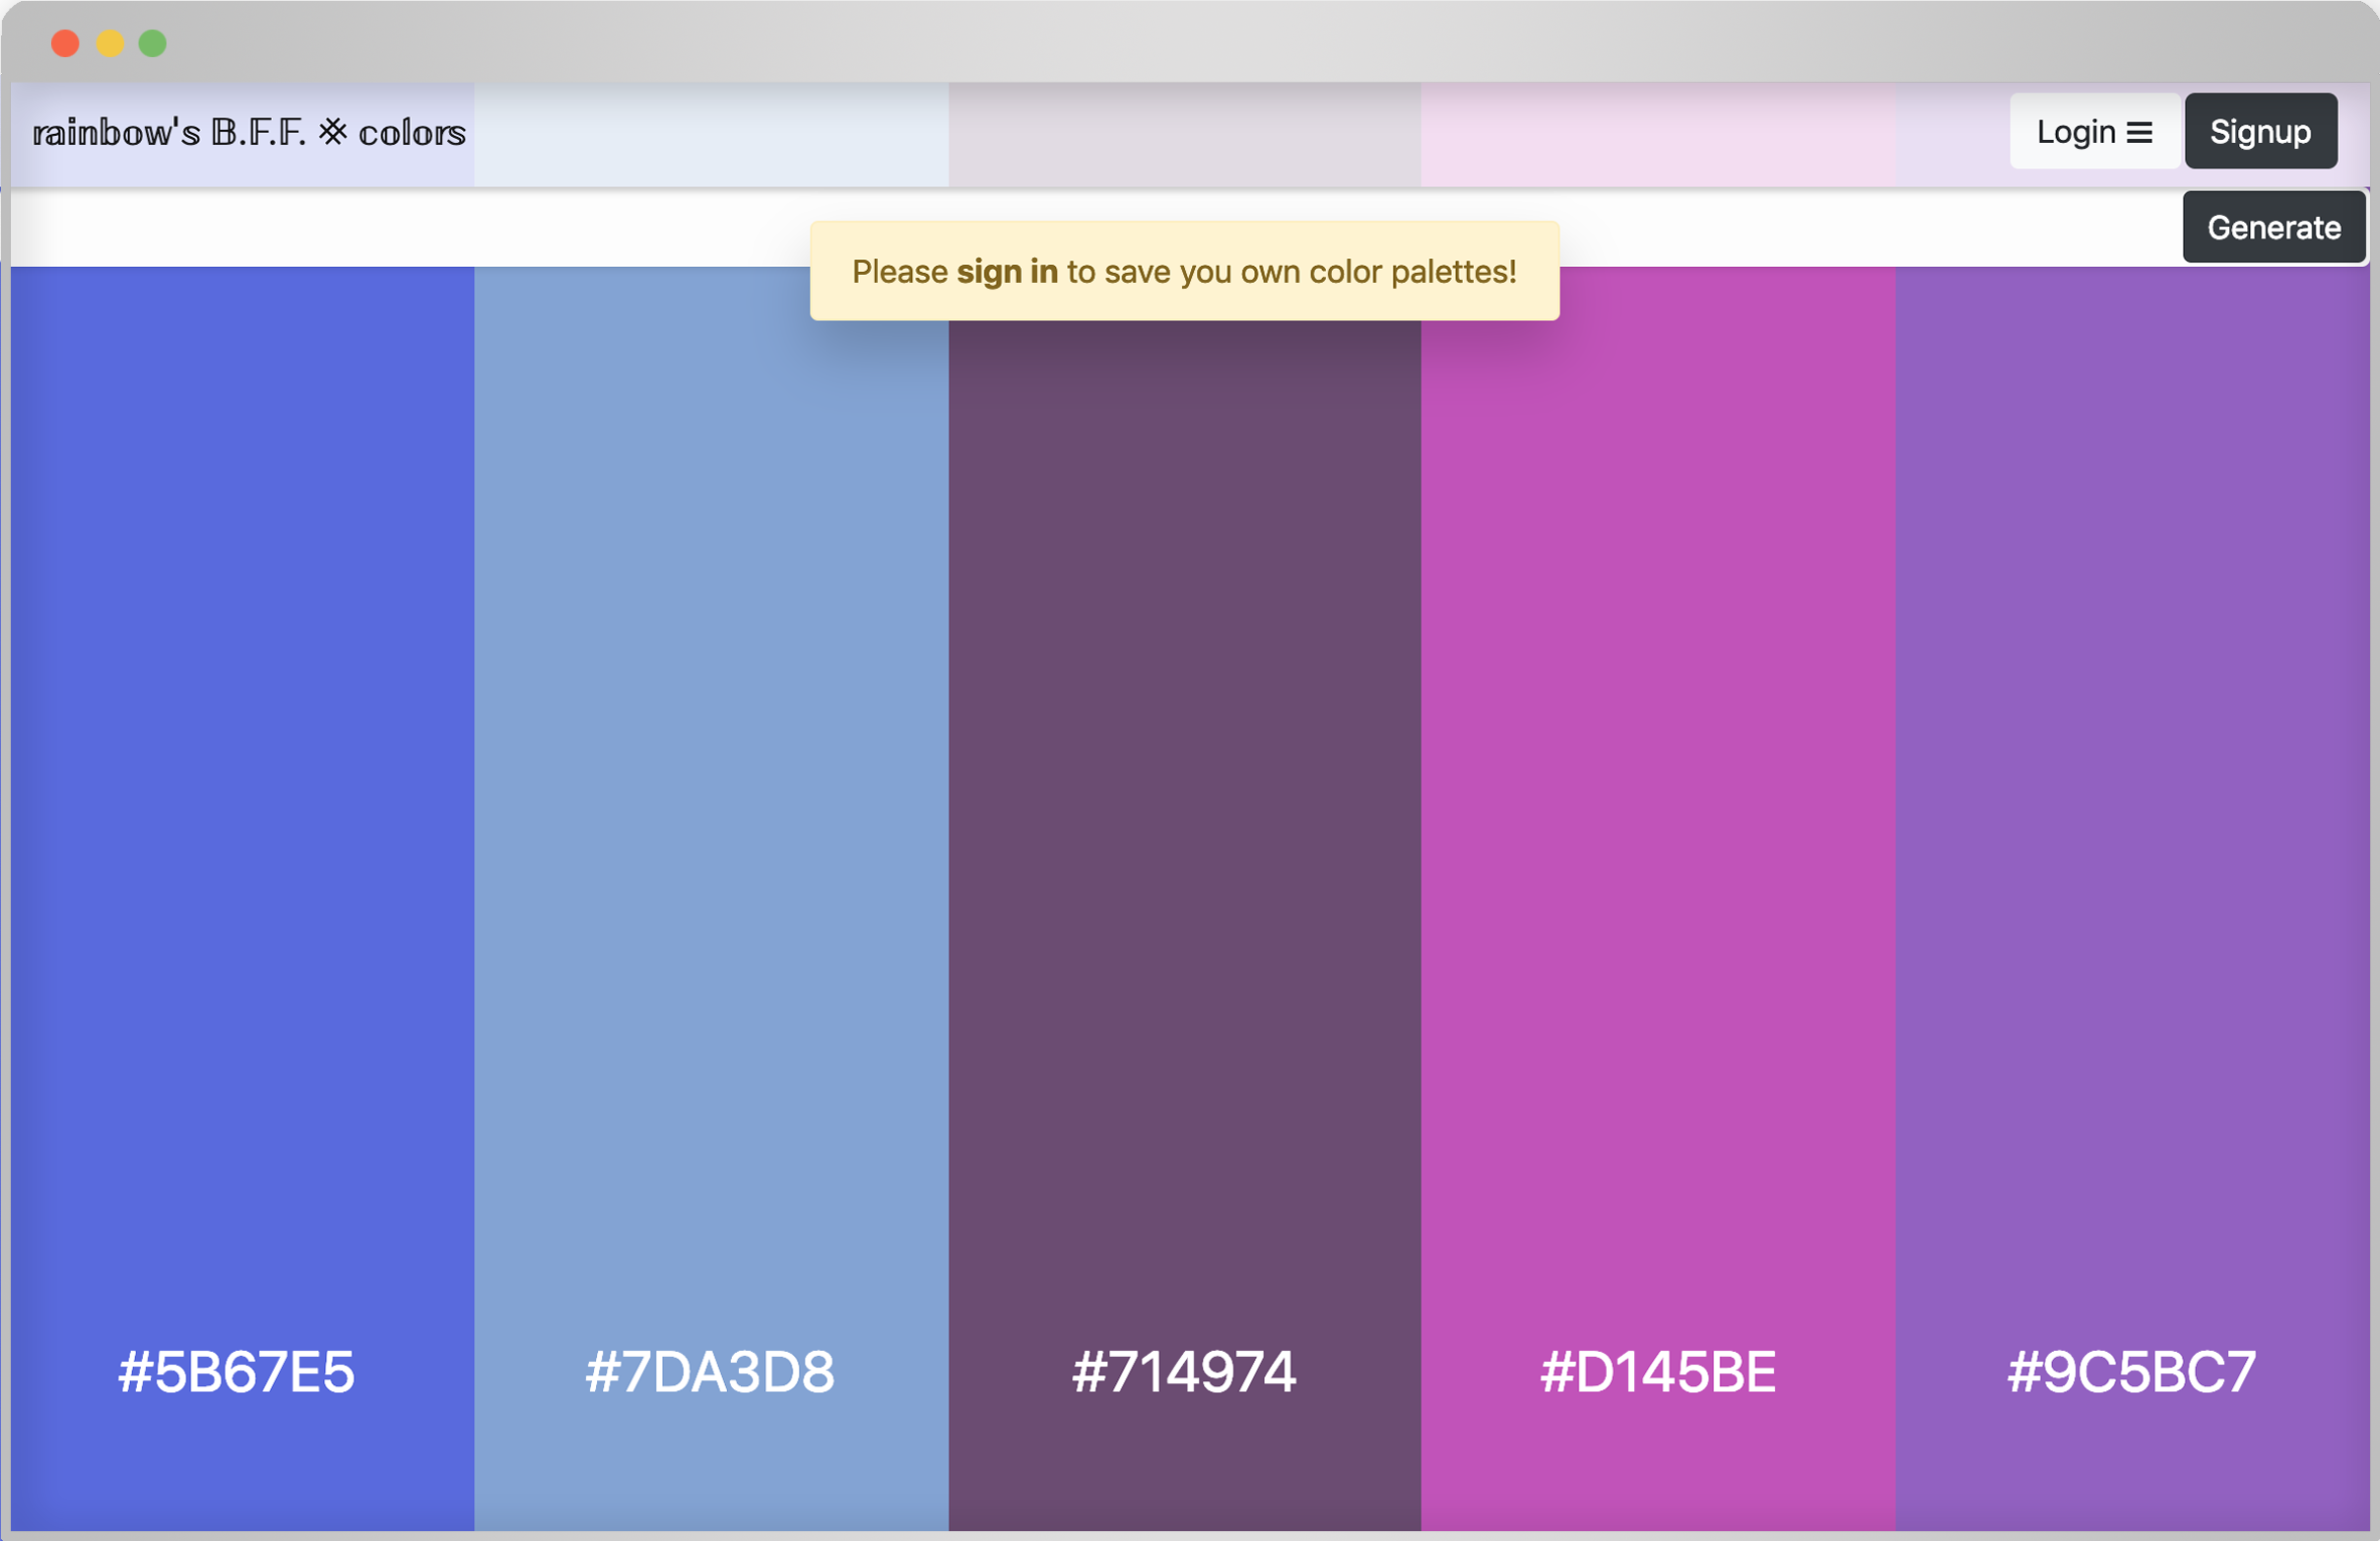 rainbow's B.F.F. ※ colors
Login ☰ Signup
Generate
Please sign in to save you own color palettes!
#5B67E5 #7DA3D8 #714974 #D145BE #9C5BC7